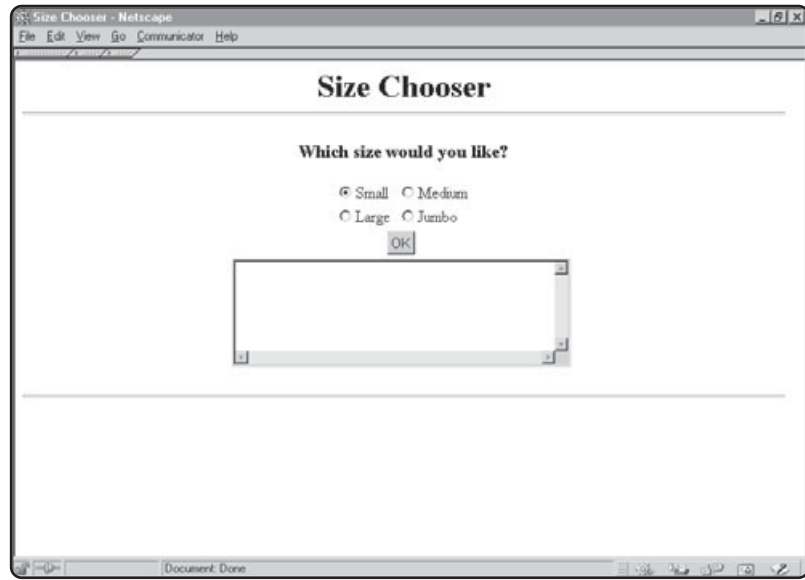 Size Chooser - Netscape
File Edit View Go Communicator Help
Size Chooser
Which size would you like?
Small Medium
Large Jumbo
OK
Document: Done